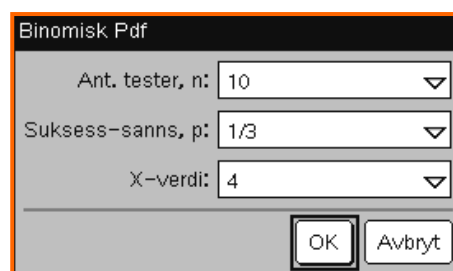 Binomisk Pdf
Ant. tester, n: 10
Suksess-sanns, p: 1/3
X-verdi: 4
OK Avbryt